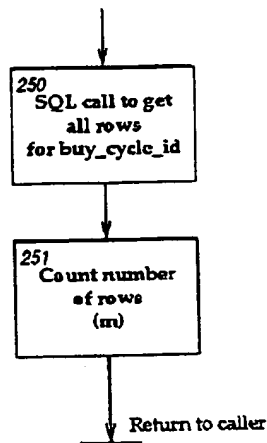 250
SQL call to get
all rows
for buy_cycle_id
251
Count number
of rows
(m)
Return to caller